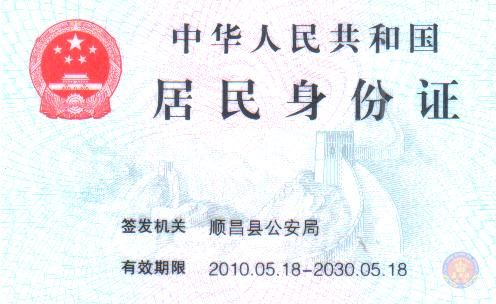 中华人民共和国
居民身份证
签发机关 顺昌县公安局
有效期限 2010.05.18-2030.05.18